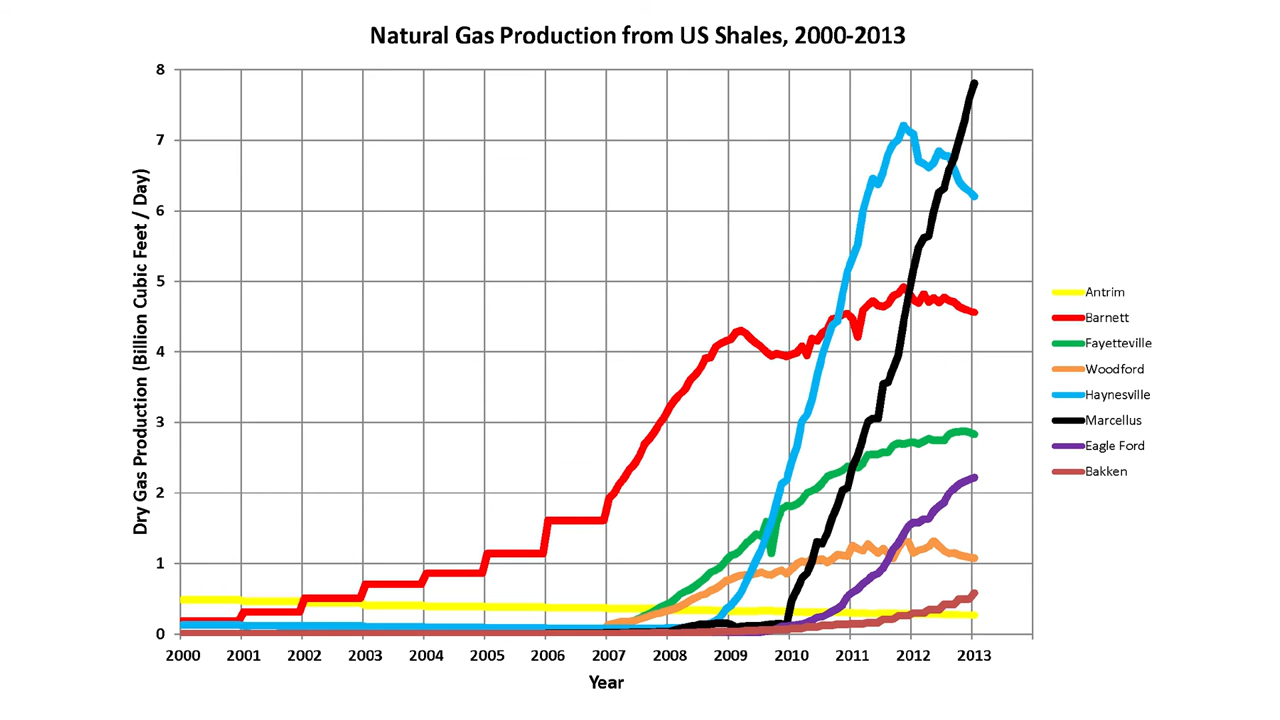 Natural Gas Production from US Shales, 2000-2013
Dry Gas Production (Billion Cubic Feet / Day)
8
7
6
5
4
3
2
1
0
2000 2001 2002 2003 2004 2005 2006 2007 2008 2009 2010 2011 2012 2013
Year
Antrim
Barnett
Fayetteville
Woodford
Haynesville
Marcellus
Eagle Ford
Bakken